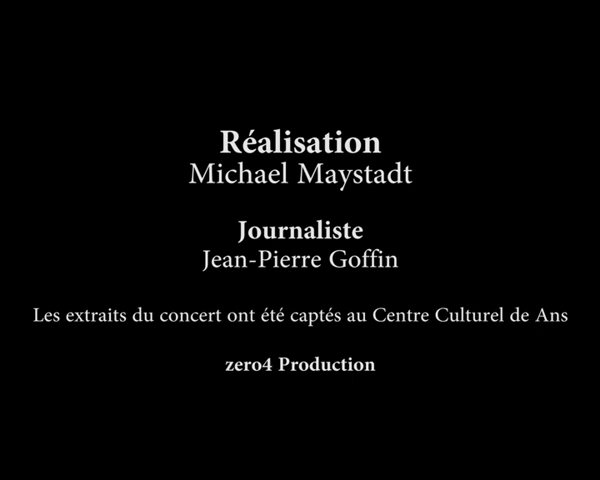 Réalisation
Michael Maystadt
Journaliste
Jean-Pierre Goffin
Les extraits du concert ont été captés au Centre Culturel de Ans
zero4 Production